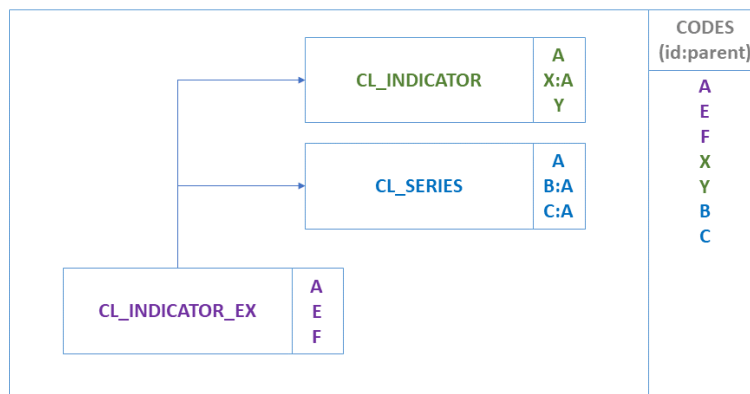 CL_INDICATOR
A
X:A
Y
CL_SERIES
A
B:A
C:A
CL_INDICATOR_EX
A
E
F
CODES
(id:parent)
A
E
F
X
Y
B
C